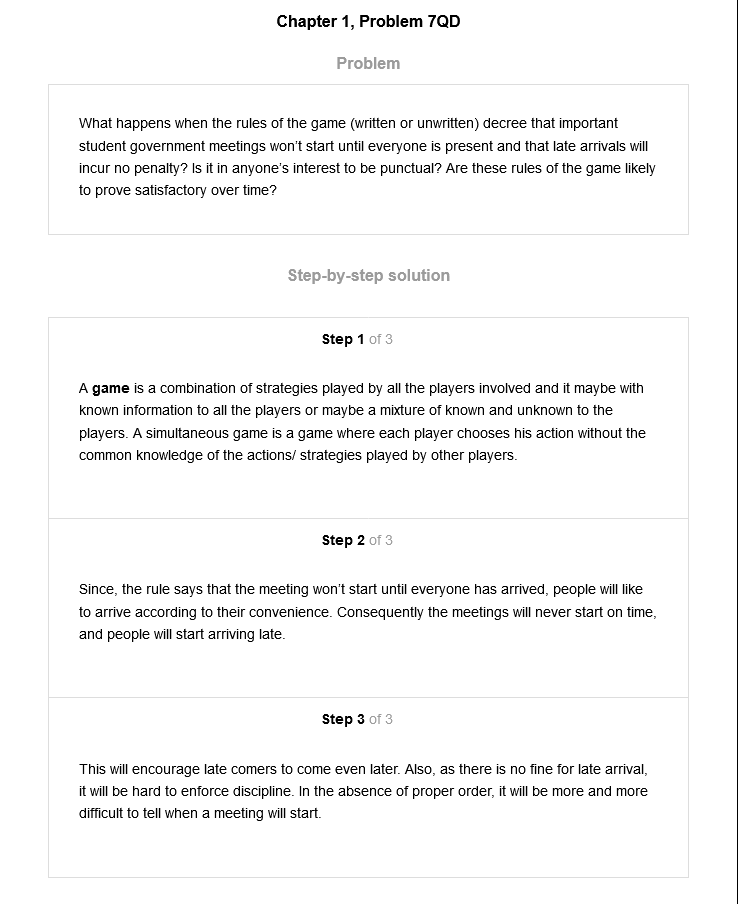 Chapter 1, Problem 7QD
Problem
What happens when the rules of the game (written or unwritten) decree that important
student government meetings won't start until everyone is present and that late arrivals will
incur no penalty? Is it in anyone's interest to be punctual? Are these rules of the game likely
to prove satisfactory over time?
Step-by-step solution
Step 1 of 3
A game is a combination of strategies played by all the players involved and it maybe with
known information to all the players or maybe a mixture of known and unknown to the
players. A simultaneous game is a game where each player chooses his action without the
common knowledge of the actions/ strategies played by other players.
Step 2 of 3
Since, the rule says that the meeting won't start until everyone has arrived, people will like
to arrive according to their convenience. Consequently the meetings will never start on time,
and people will start arriving late.
Step 3 of 3
This will encourage late comers to come even later. Also, as there is no fine for late arrival,
it will be hard to enforce discipline. In the absence of proper order, it will be more and more
difficult to tell when a meeting will start.